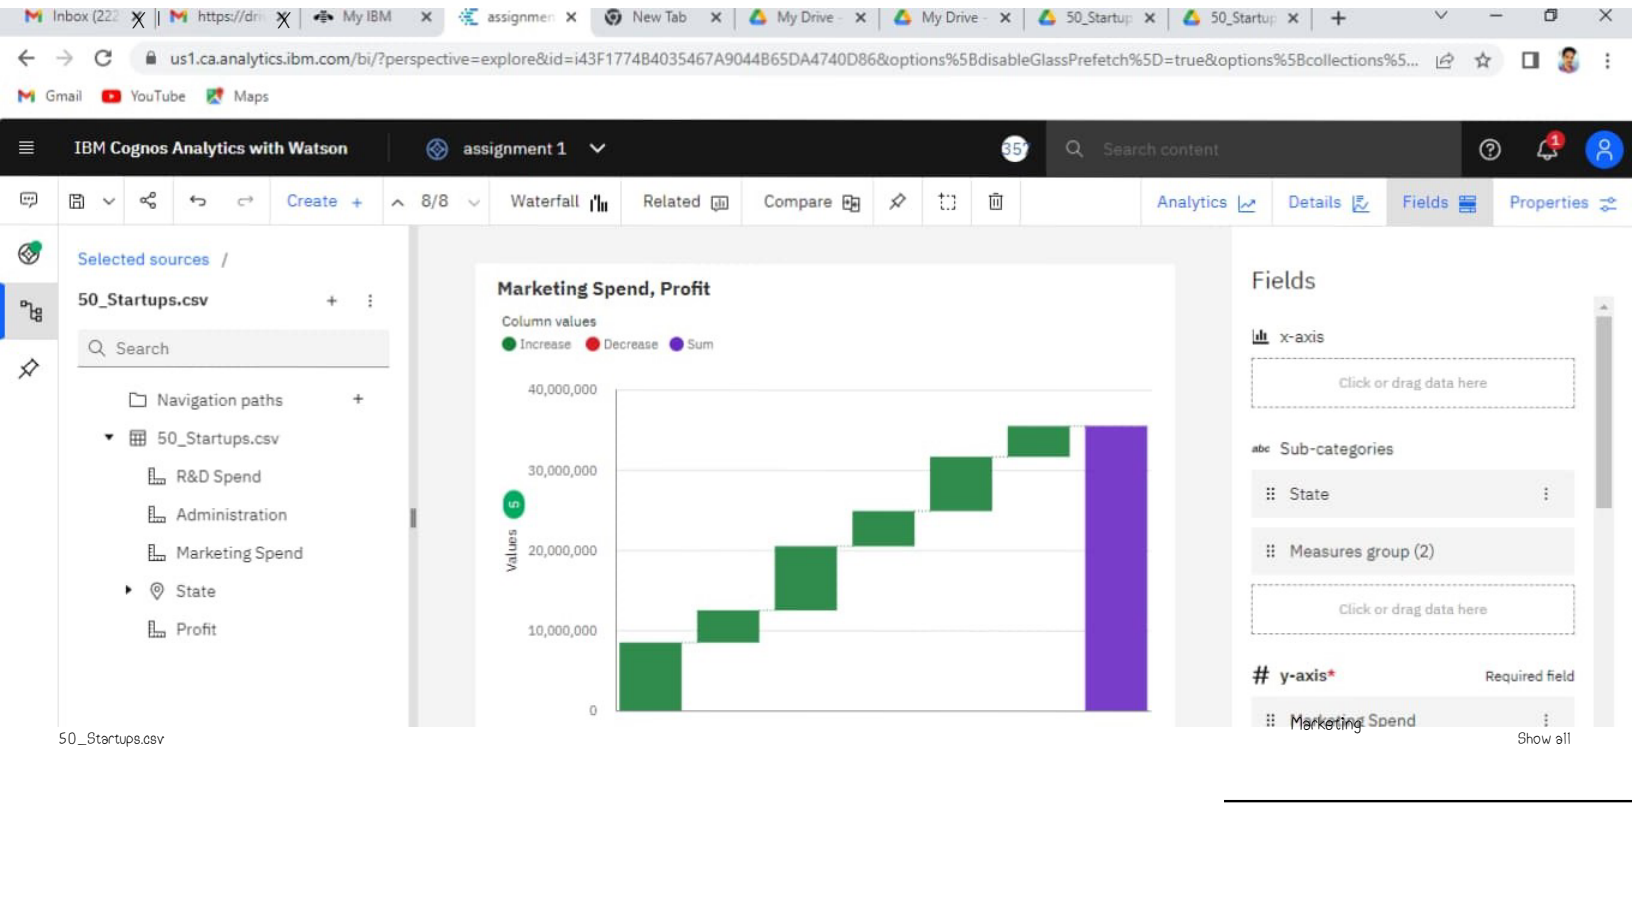 Inbox (222 X M https://dri X My IBM X assignmen X New Tab X My Drive - X My Drive - X 50_Startup X 50_Startup X +
us1.ca.analytics.ibm.com/bi/?perspective=explore&id=i43F1774B4035467A9044B65DA4740D86&options%5BdisableGlassPrefetch%5D=true&options%5Bcollections%5...
Gmail YouTube Maps
IBM Cognos Analytics with Watson assignment 1 35? Search content 1
Create + 8/8 Waterfall Related Compare Analytics Details Fields Properties
Selected sources /
50_Startups.csv
Search
Navigation paths +
50_Startups.csv
R&D Spend
Administration
Marketing Spend
State
Profit
Marketing Spend, Profit
Column values
Increase Decrease Sum
40,000,000
30,000,000
20,000,000
10,000,000
0
Values
5
Fields
x-axis
Click or drag data here
abc Sub-categories
State
Measures group (2)
Click or drag data here
# y-axis* Required field
Marketing Spend
50_Startups.csv Show all